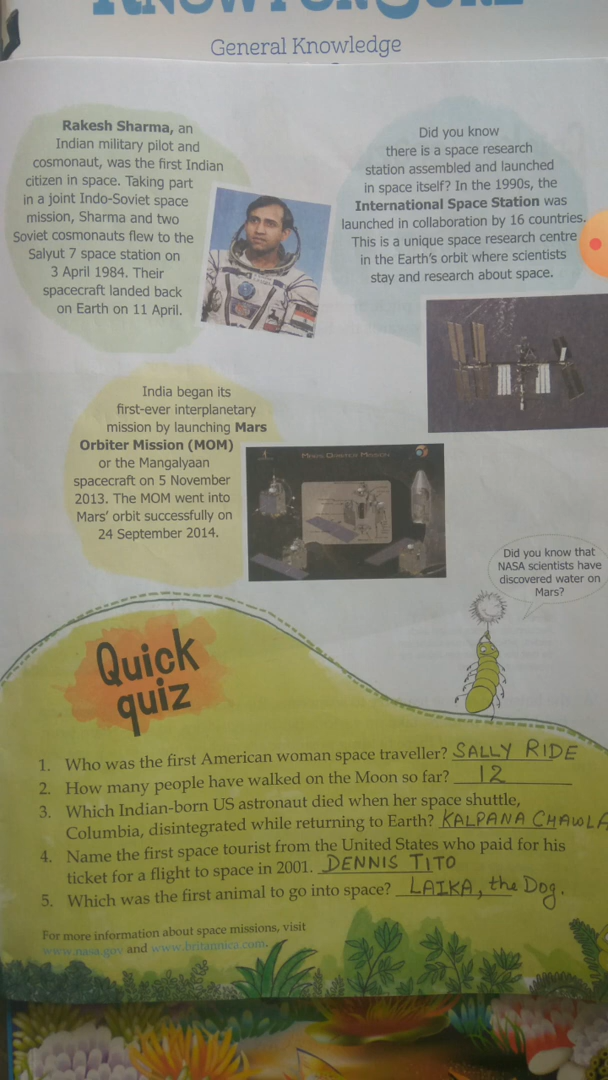 KNOW FOR SURE
General Knowledge
Rakesh Sharma, an
Indian military pilot and
cosmonaut, was the first Indian
citizen in space. Taking part
in a joint Indo-Soviet space
mission, Sharma and two
Soviet cosmonauts flew to the
Salyut 7 space station on
3 April 1984. Their
spacecraft landed back
on Earth on 11 April.
Did you know
there is a space research
station assembled and launched
in space itself? In the 1990s, the
International Space Station was
launched in collaboration by 16 countries.
This is a unique space research centre
in the Earth's orbit where scientists
stay and research about space.
India began its
first-ever interplanetary
mission by launching Mars
Orbiter Mission (MOM)
or the Mangalyaan
spacecraft on 5 November
2013. The MOM went into
Mars' orbit successfully on
24 September 2014.
MARS ORBITER MISSION
Did you know that
NASA scientists have
discovered water on
Mars?
Quick
quiz
1. Who was the first American woman space traveller? SALLY RIDE
2. How many people have walked on the Moon so far? 12
3. Which Indian-born US astronaut died when her space shuttle,
Columbia, disintegrated while returning to Earth? KALPANA CHAWLA
4. Name the first space tourist from the United States who paid for his
ticket for a flight to space in 2001. DENNIS TITO
5. Which was the first animal to go into space? LAIKA, the Dog.
For more information about space missions, visit
www.nasa.gov and www.britannica.com.